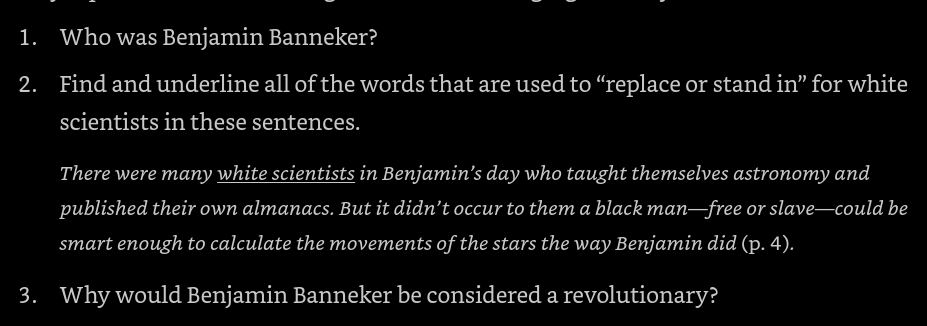 1. Who was Benjamin Banneker?
2. Find and underline all of the words that are used to “replace or stand in” for white
scientists in these sentences.
There were many white scientists in Benjamin’s day who taught themselves astronomy and
published their own almanacs. But it didn’t occur to them a black man—free or slave—could be
smart enough to calculate the movements of the stars the way Benjamin did (p. 4).
3. Why would Benjamin Banneker be considered a revolutionary?